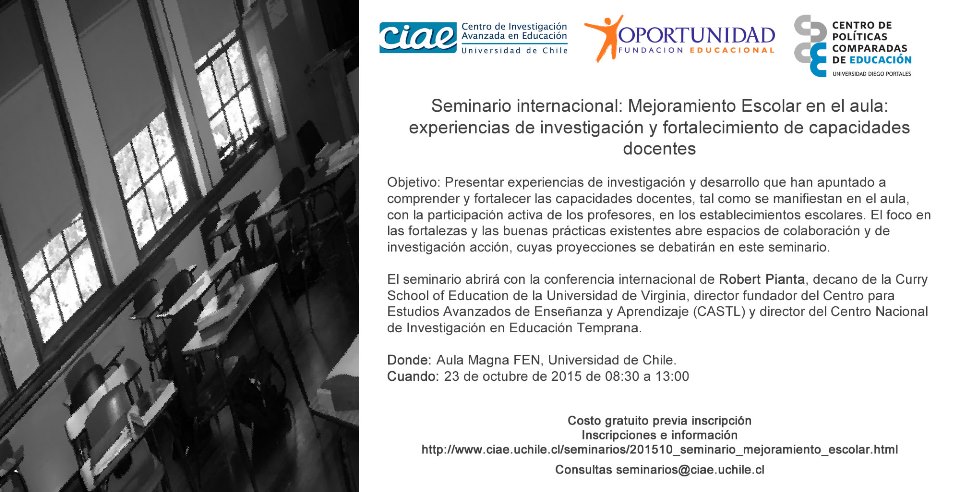 ciae
Centro de Investigación
Avanzada en Educación
Universidad de Chile
OPORTUNIDAD
FUNDACION EDUCACIONAL
CENTRO DE
POLÍTICAS
COMPARADAS
DE EDUCACIÓN
UNIVERSIDAD DIEGO PORTALES
Seminario internacional: Mejoramiento Escolar en el aula:
experiencias de investigación y fortalecimiento de capacidades
docentes
Objetivo: Presentar experiencias de investigación y desarrollo que han apuntado a
comprender y fortalecer las capacidades docentes, tal como se manifiestan en el aula,
con la participación activa de los profesores, en los establecimientos escolares. El foco en
las fortalezas y las buenas prácticas existentes abre espacios de colaboración y de
investigación acción, cuyas proyecciones se debatirán en este seminario.
El seminario abrirá con la conferencia internacional de Robert Pianta, decano de la Curry
School of Education de la Universidad de Virginia, director fundador del Centro para
Estudios Avanzados de Enseñanza y Aprendizaje (CASTL) y director del Centro Nacional
de Investigación en Educación Temprana.
Donde: Aula Magna FEN, Universidad de Chile.
Cuando: 23 de octubre de 2015 de 08:30 a 13:00
Costo gratuito previa inscripción
Inscripciones e información
http://www.ciae.uchile.cl/seminarios/201510_seminario_mejoramiento_escolar.html
Consultas seminarios@ciae.uchile.cl